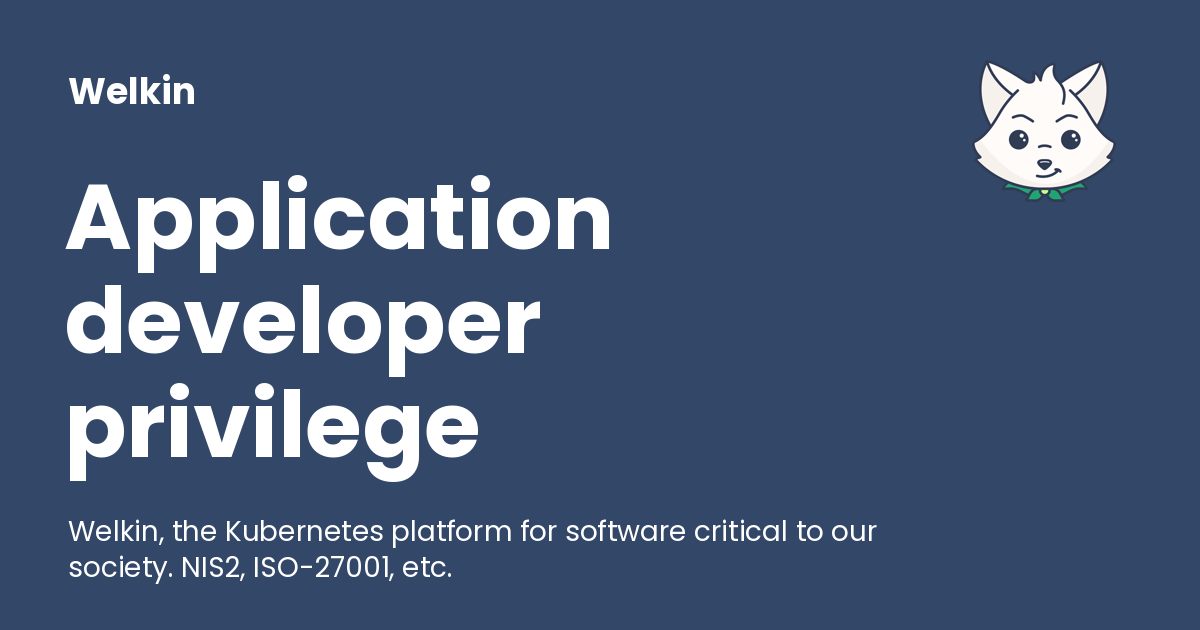 Welkin
Application
developer
privilege
Welkin, the Kubernetes platform for software critical to our
society. NIS2, ISO-27001, etc.